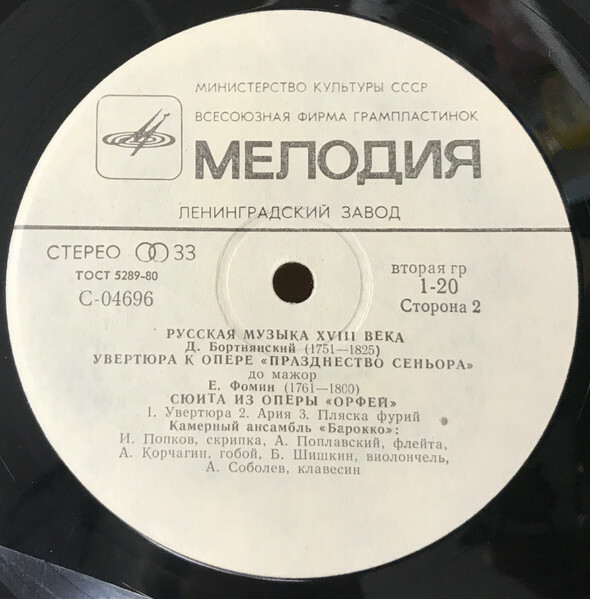 МИНИСТЕРСТВО КУЛЬТУРЫ СССР
ВСЕСОЮЗНАЯ ФИРМА ГРАМПЛАСТИНОК
МЕЛОДИЯ
ЛЕНИНГРАДСКИЙ ЗАВОД
СТЕРЕО 33
ГОСТ 5289-80
С-04696
вторая гр
1-20
Сторона 2
РУССКАЯ МУЗЫКА XVIII ВЕКА
Д. Бортнянский (1751—1825)
УВЕРТЮРА К ОПЕРЕ «ПРАЗДНЕСТВО СЕНЬОРА»
до мажор
Е. Фомин (1761—1800)
СЮИТА ИЗ ОПЕРЫ «ОРФЕЙ»
1. Увертюра 2. Ария 3. Пляска фурий
Камерный ансамбль «Барокко»:
И. Попков, скрипка, А. Поплавский, флейта,
А. Корчагин, гобой, Б. Шишкин, виолончель,
А. Соболев, клавесин